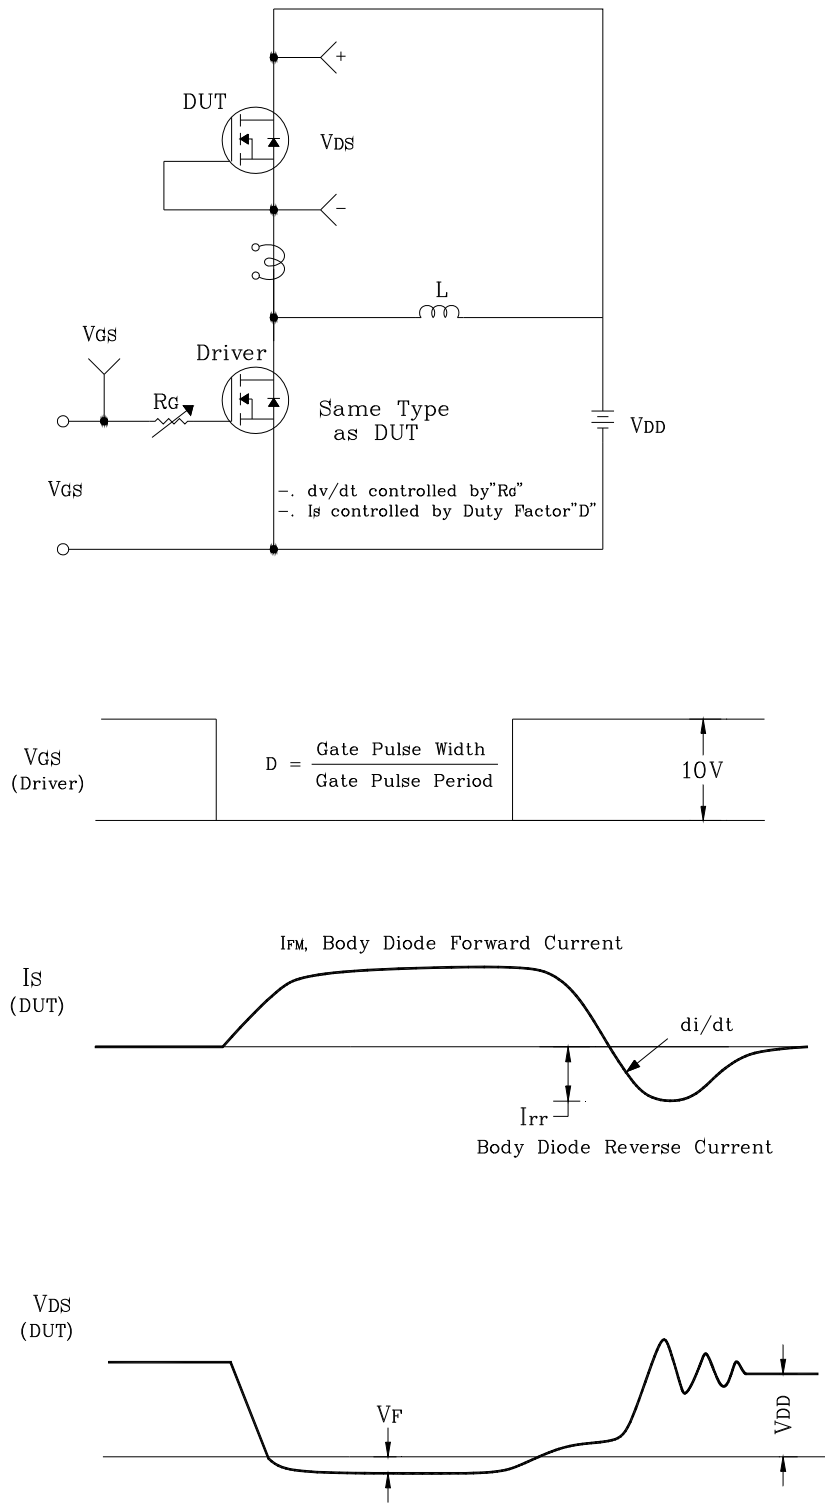 +
DUT
VDS
−
L
VGS
Driver
RG
Same Type
as DUT
VDD
VGS
−. dv/dt controlled by"RG"
−. Is controlled by Duty Factor"D"
VGS
(Driver)
D = Gate Pulse Width
Gate Pulse Period
10V
IFM, Body Diode Forward Current
IS
(DUT)
di/dt
Irr
Body Diode Reverse Current
VDS
(DUT)
VF
VDD